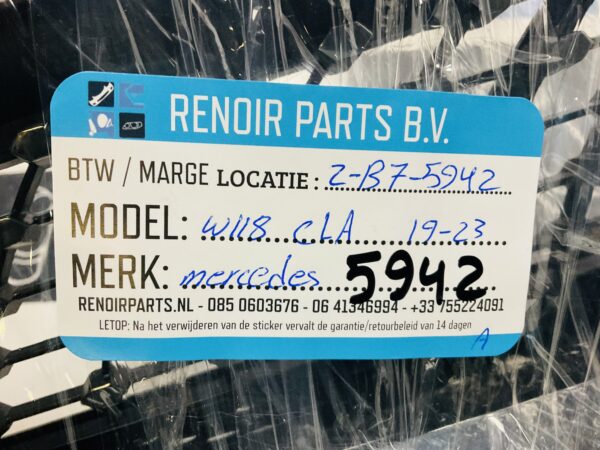 RENOIR PARTS B.V.
BTW / MARGE LOCATIE : 2-B7-5942
MODEL: W118 CLA 19-23
MERK: mercedes 5942
RENOIRPARTS.NL - 085 0603676 - 06 41346994 - +33 755224091
LETOP: Na het verwijderen van de sticker vervalt de garantie/retourbeleid van 14 dagen
A